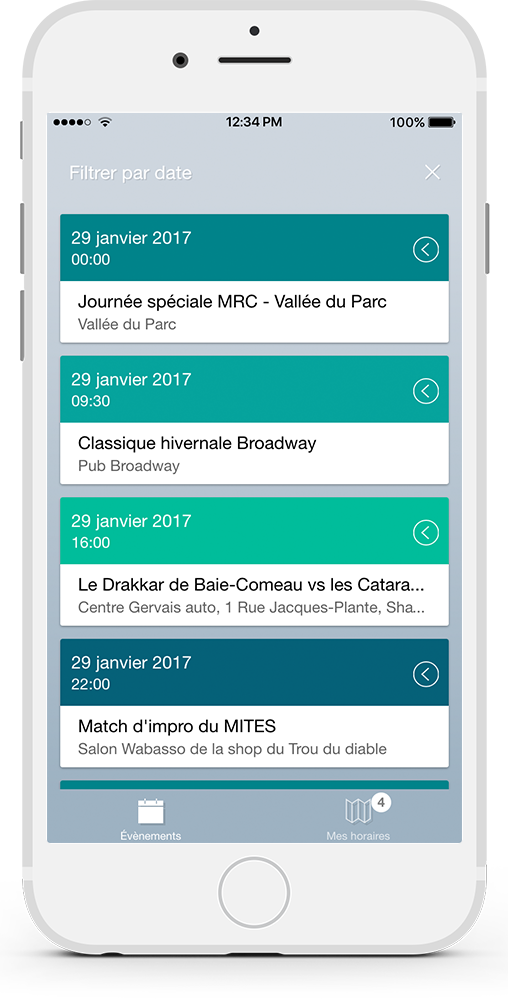 12:34 PM
100%
Filtrer par date
29 janvier 2017
00:00
Journée spéciale MRC - Vallée du Parc
Vallée du Parc
29 janvier 2017
09:30
Classique hivernale Broadway
Pub Broadway
29 janvier 2017
16:00
Le Drakkar de Baie-Comeau vs les Catara...
Centre Gervais auto, 1 Rue Jacques-Plante, Sha...
29 janvier 2017
22:00
Match d'impro du MITES
Salon Wabasso de la shop du Trou du diable
4
Évènements
Mes horaires